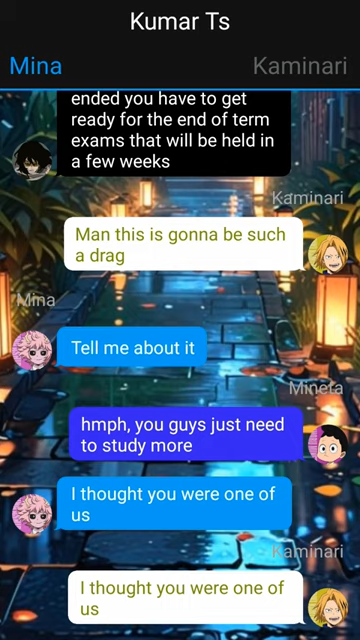 Kumar Ts
Mina
Kaminari
ended you have to get
ready for the end of term
exams that will be held in
a few weeks
Kaminari
Man this is gonna be such
a drag
Mina
Tell me about it
Mineta
hmph, you guys just need
to study more
I thought you were one of
us
Kaminari
I thought you were one of
us